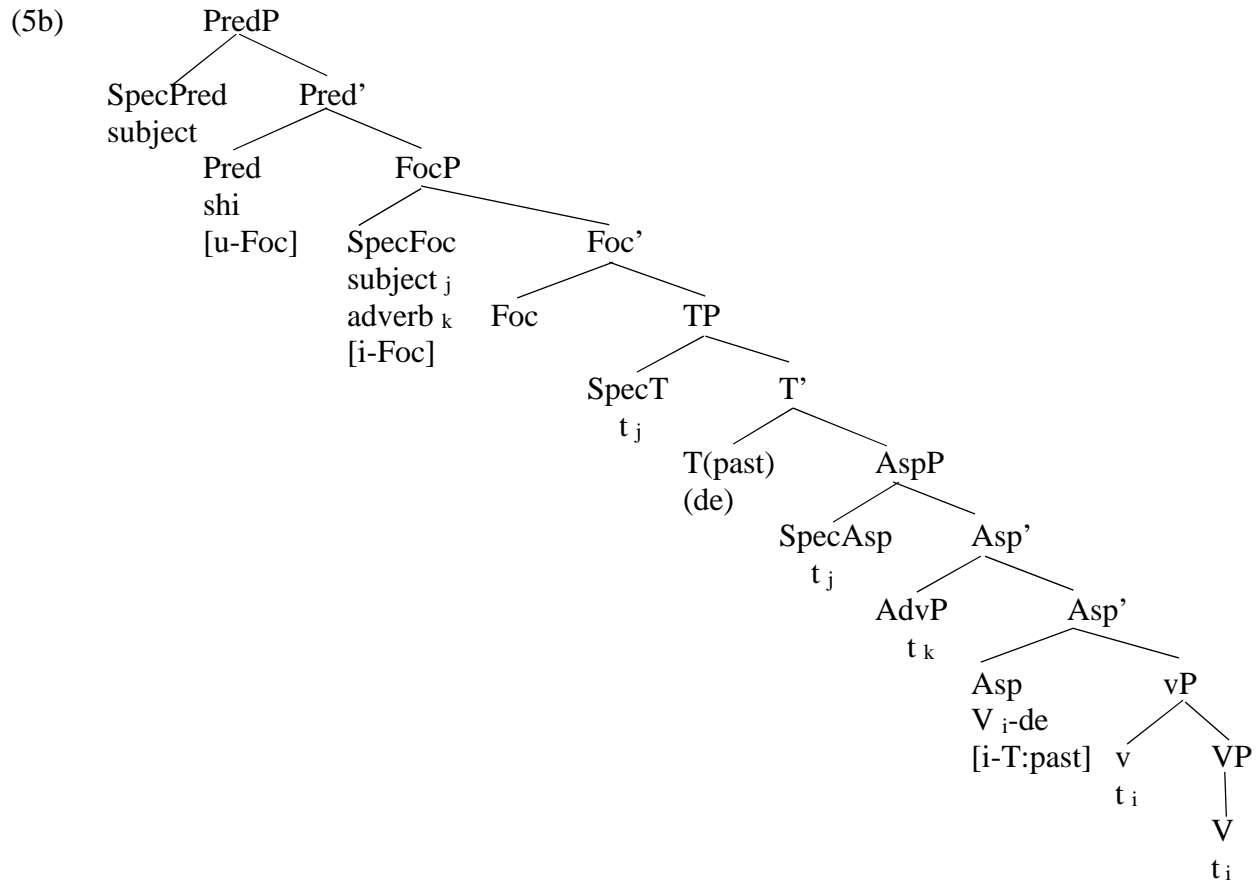 (5b) PredP
SpecPred Pred’
subject
Pred FocP
shi
[u-Foc] SpecFoc Foc’
subject j
adverb k Foc TP
[i-Foc]
SpecT T’
t j
T(past) AspP
(de)
SpecAsp Asp’
t j
AdvP Asp’
t k
Asp vP
V i-de
[i-T:past] v VP
t i
V
t i